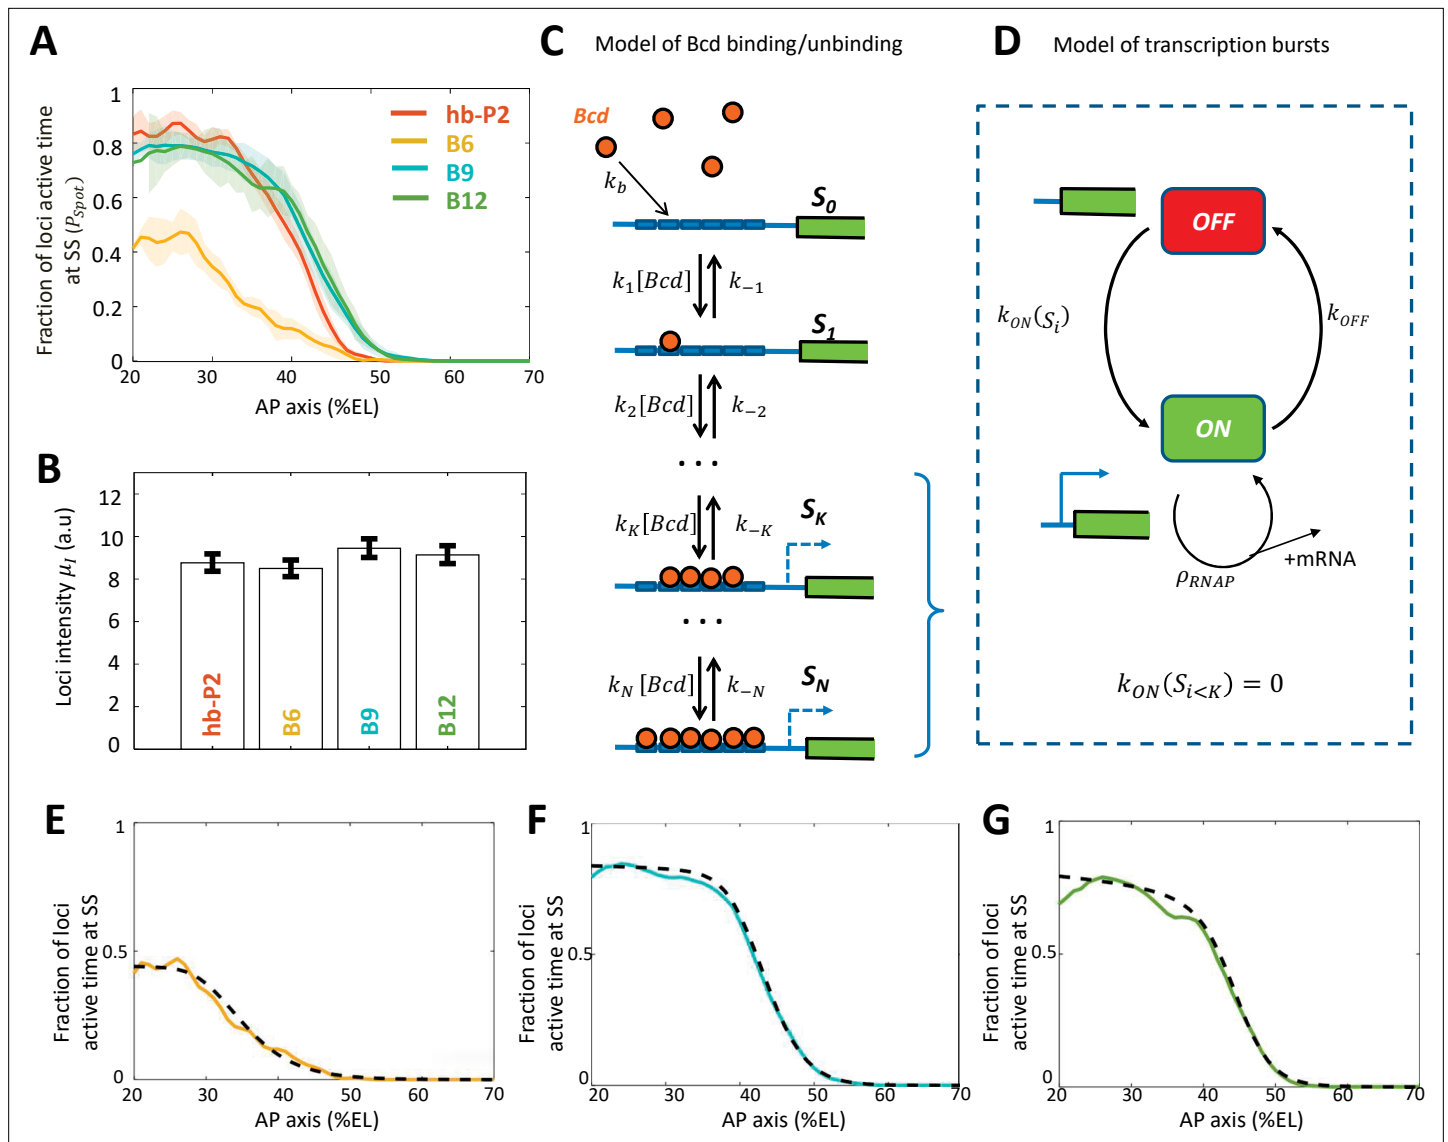 A
Fraction of loci active time
at SS (P_Spot)
1
0.8
0.6
0.4
0.2
0
hb-P2
B6
B9
B12
20 30 40 50 60 70
AP axis (%EL)
B
Loci intensity μ_I (a.u)
12
10
8
6
4
2
0
hb-P2
B6
B9
B12
C Model of Bcd binding/unbinding
Bcd
k_b
S_0
k_1[Bcd] k_{-1}
S_1
k_2[Bcd] k_{-2}
...
k_K[Bcd] k_{-K} S_K
...
k_N[Bcd] k_{-N} S_N
D Model of transcription bursts
OFF
k_ON(S_i)
k_OFF
ON
+mRNA
ρ_RNAP
k_ON(S_{i<K}) = 0
E
Fraction of loci
active time at SS
1
0.5
0
20 30 40 50 60 70
AP axis (%EL)
F
Fraction of loci
active time at SS
1
0.5
0
20 30 40 50 60 70
AP axis (%EL)
G
Fraction of loci
active time at SS
1
0.5
0
20 30 40 50 60 70
AP axis (%EL)